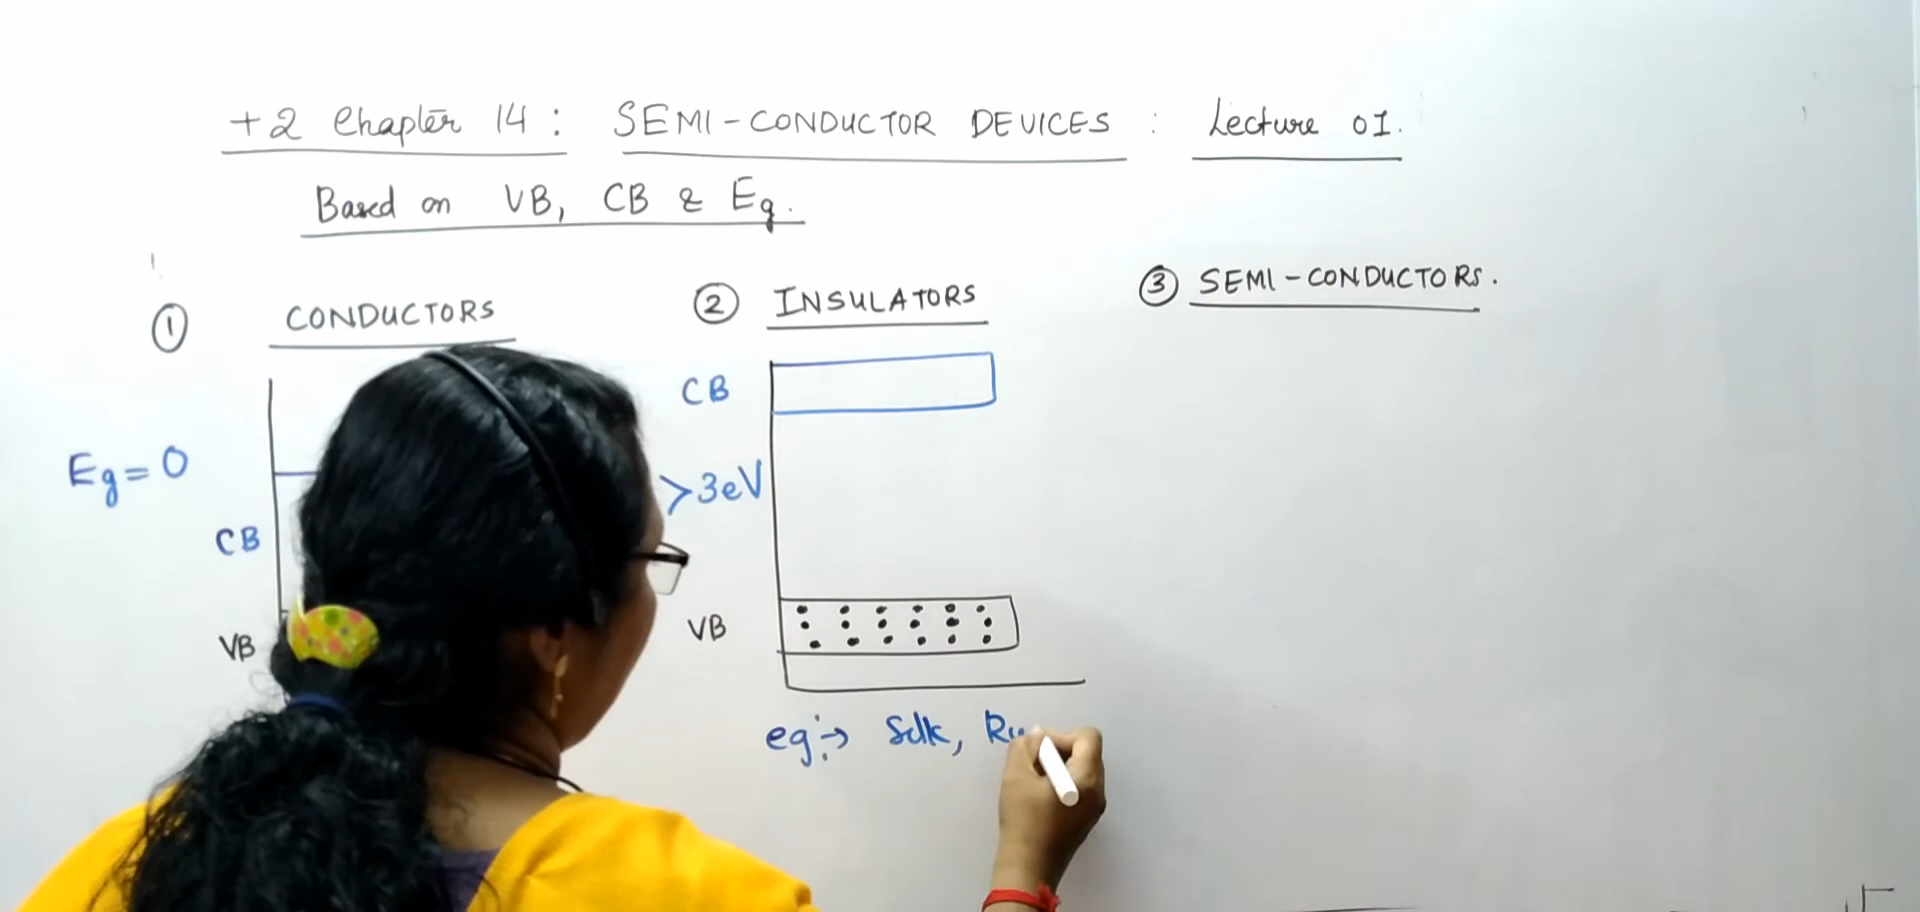 +2 Chapter 14 : SEMI-CONDUCTOR DEVICES : Lecture 01.
Based on VB, CB & Eg.
① CONDUCTORS
Eg = 0
CB
VB
② INSULATORS
CB
>3eV
VB
eg:→ Silk,
③ SEMI-CONDUCTORS.